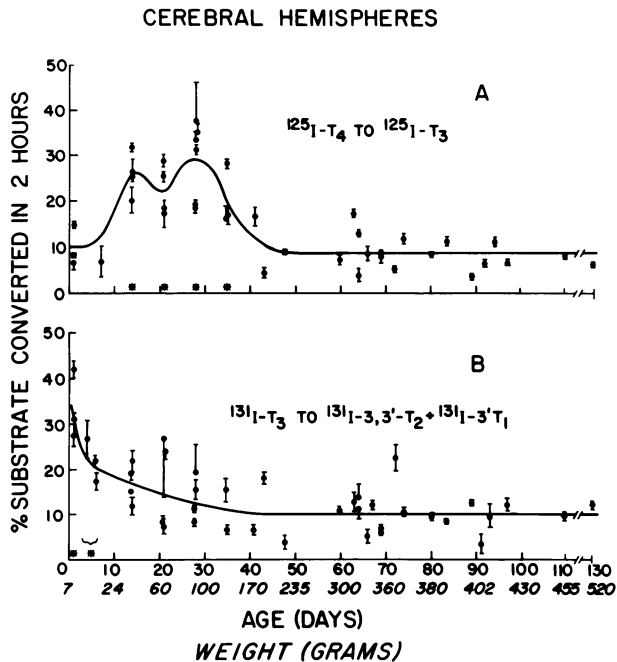 CEREBRAL HEMISPHERES
% SUBSTRATE CONVERTED IN 2 HOURS
50
40
30
20
10
0
A
¹²⁵I-T₄ TO ¹²⁵I-T₃
* * * *
50
40
30
20
10
B
¹³¹I-T₃ TO ¹³¹I-3,3'-T₂ + ¹³¹I-3'T₁
* *
0 10 20 30 40 50 60 70 80 90 100 110 130
7 24 60 100 170 235 300 360 380 402 430 455 520
AGE (DAYS)
WEIGHT (GRAMS)